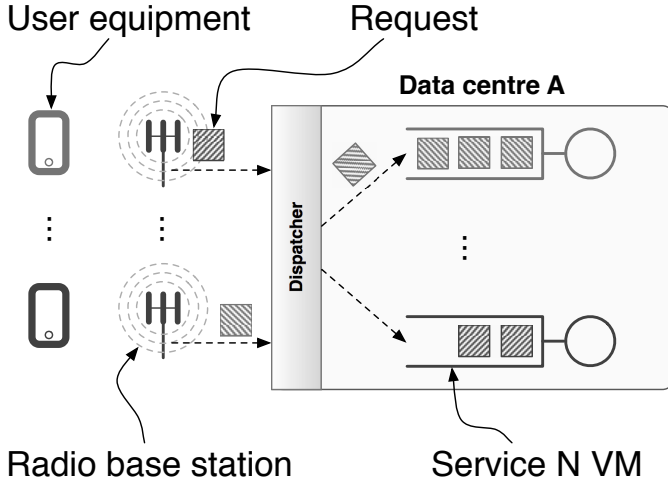 User equipment
Request
Data centre A
Dispatcher
Radio base station
Service N VM